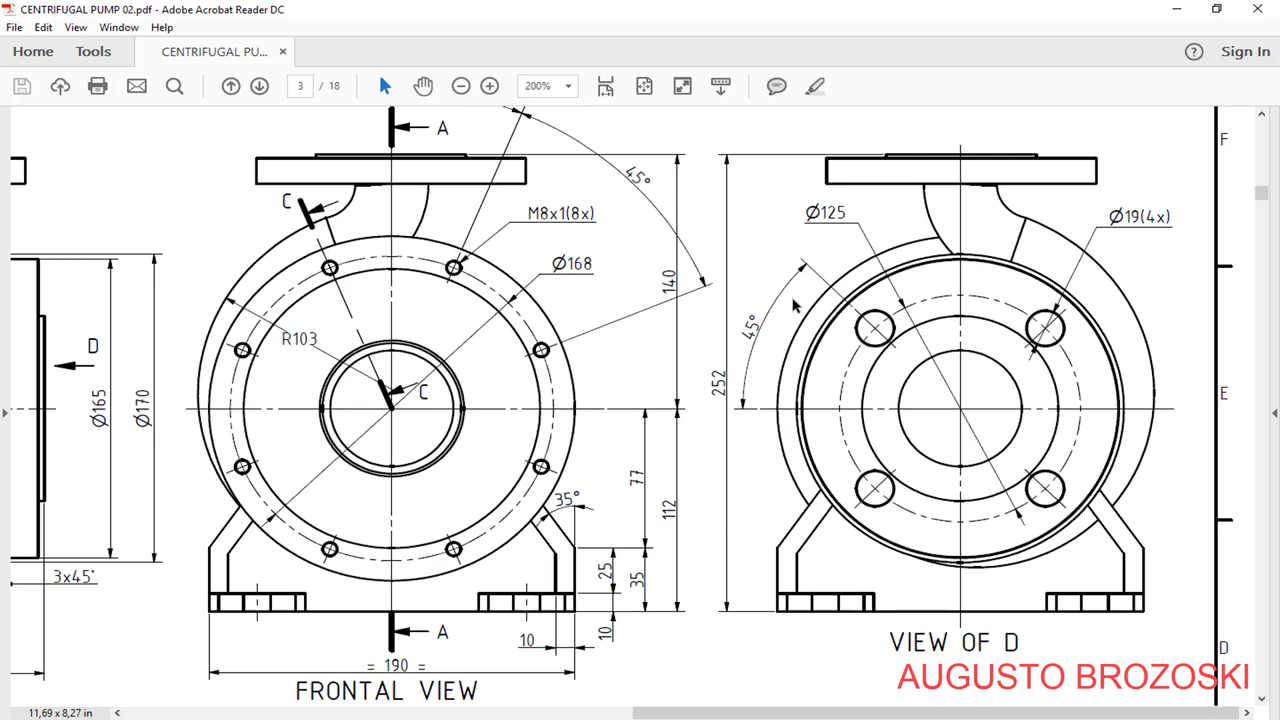 CENTRIFUGAL PUMP 02.pdf - Adobe Acrobat Reader DC
File Edit View Window Help
Home Tools CENTRIFUGAL PU... × Sign In
3 / 18 200%
A
F
45°
C
M8x1(8x)
Ø125
Ø19(4x)
Ø168
140
45°
R103
D
252
C
E
Ø165
Ø170
77
112
35°
3x45°
25
35
10
10
A
= 190 =
VIEW OF D
D
FRONTAL VIEW
AUGUSTO BROZOSKI
11,69 x 8,27 in